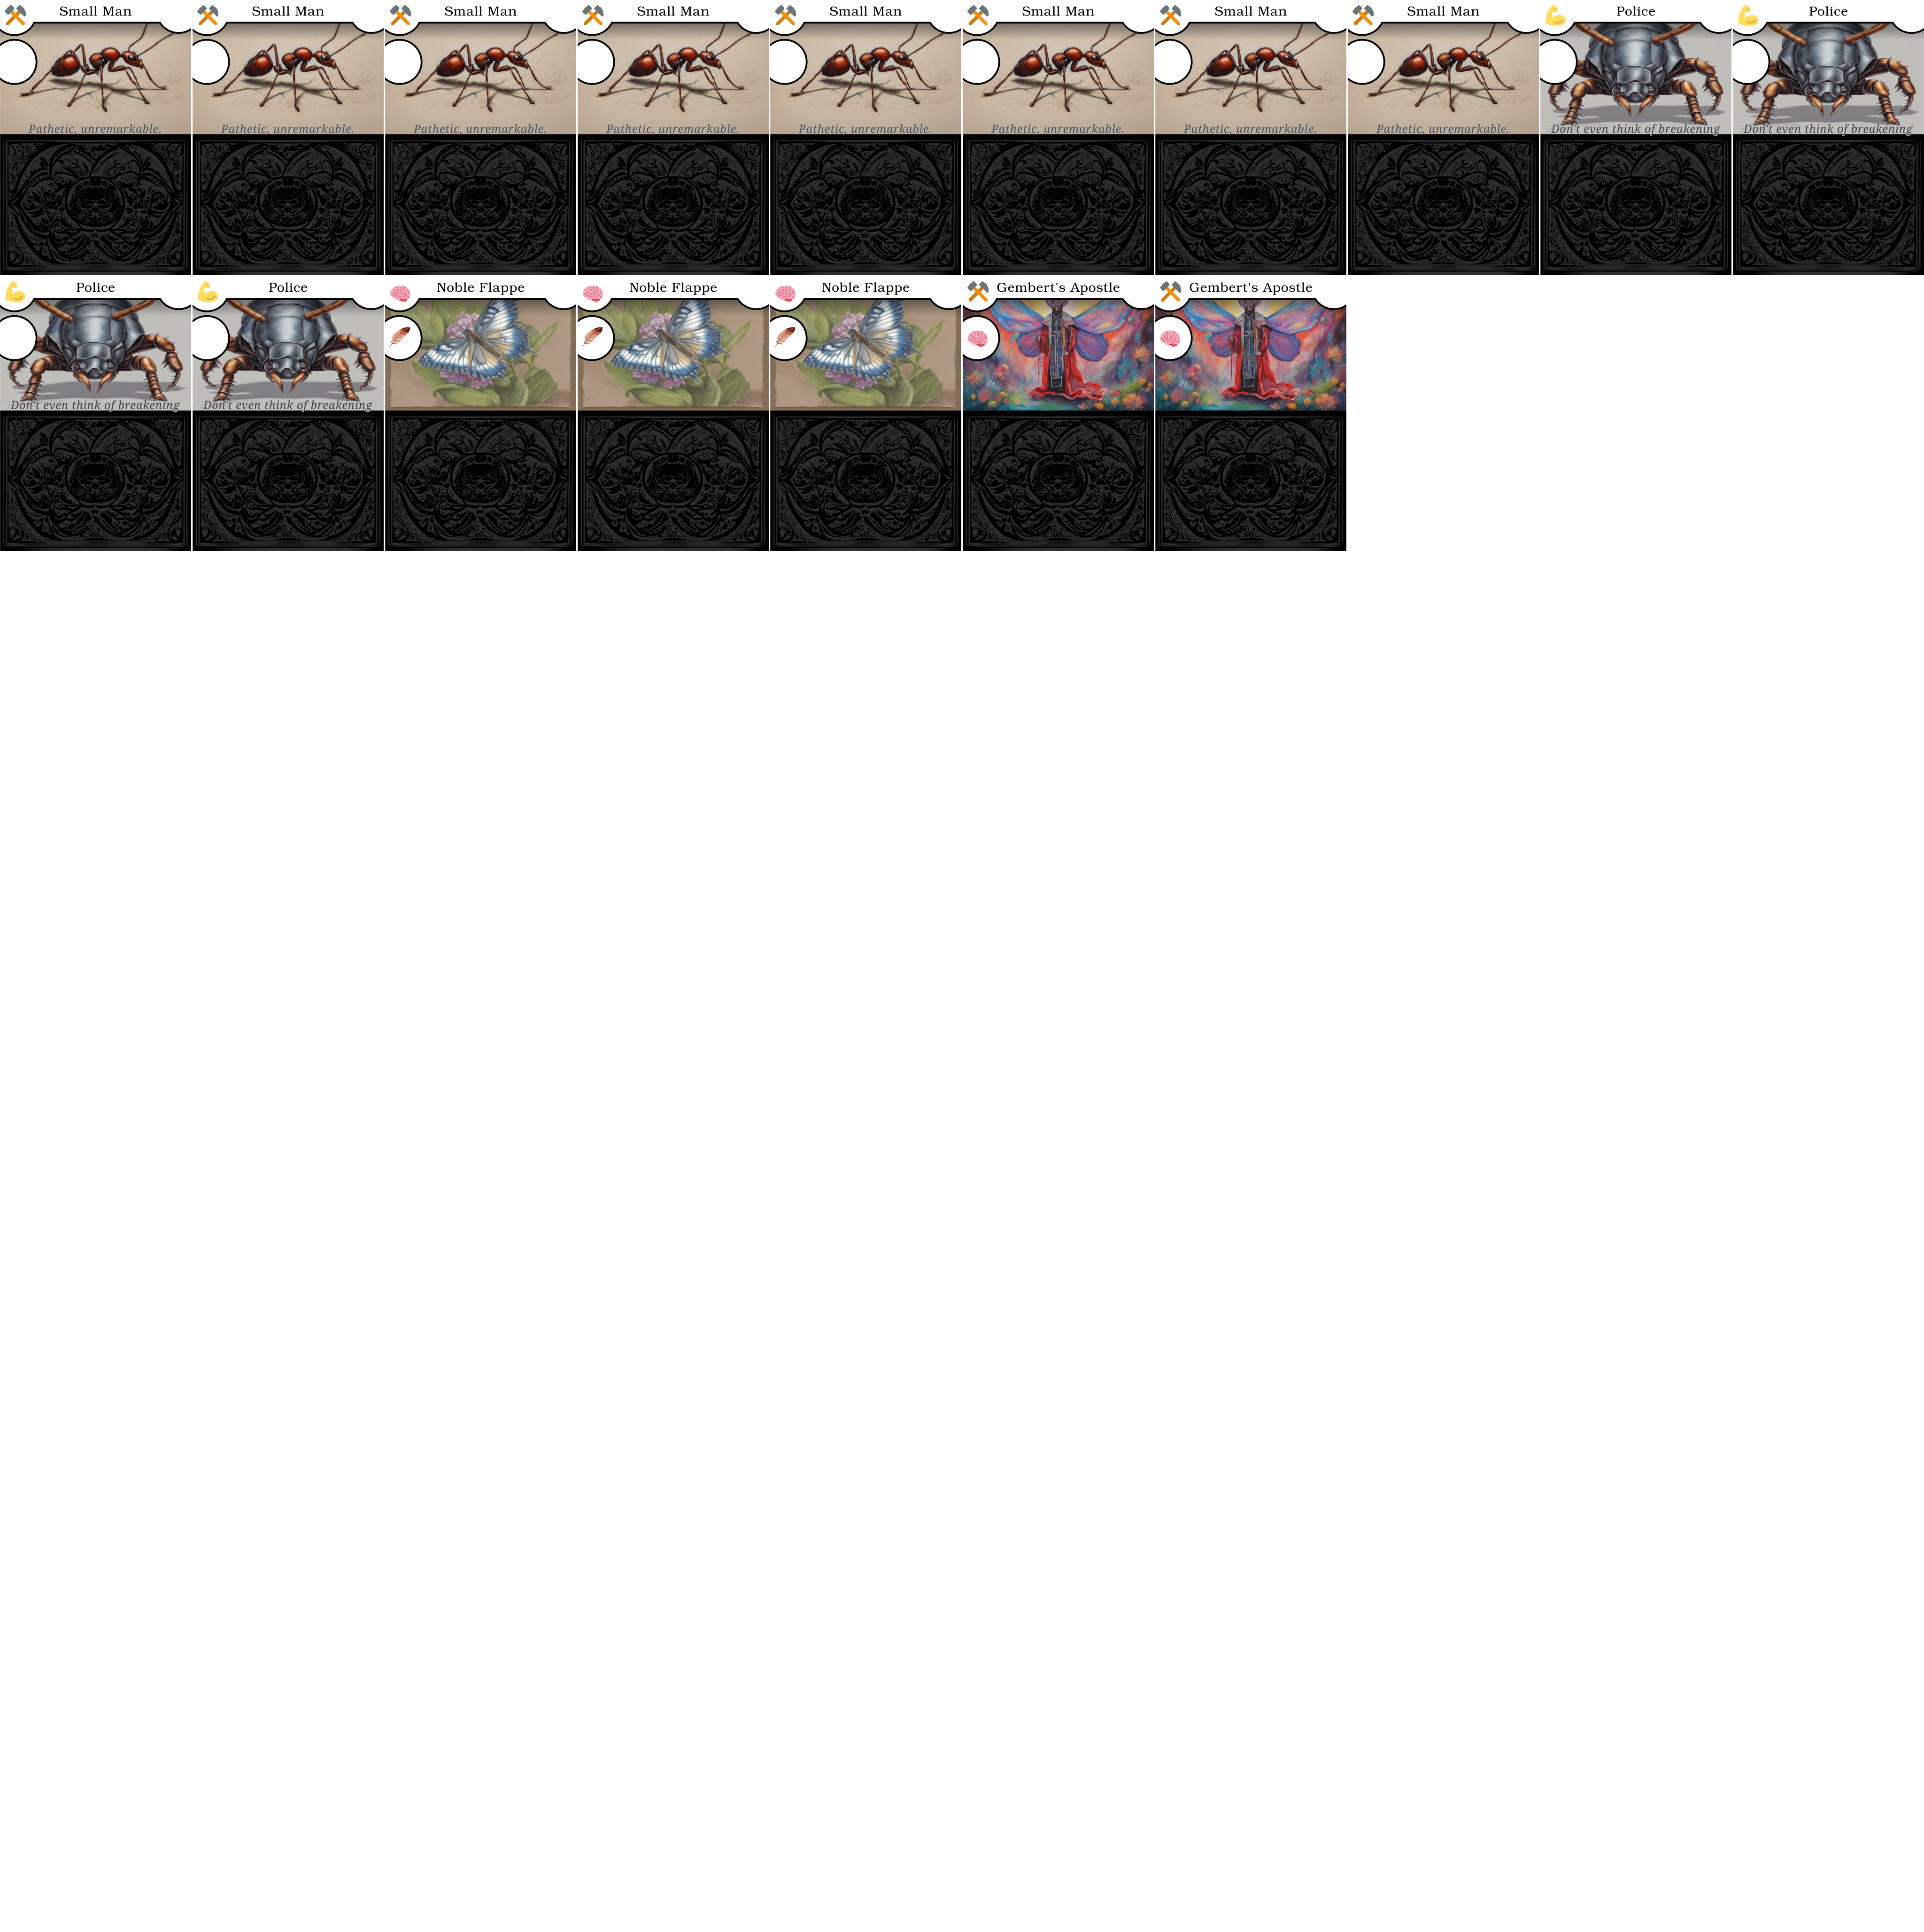 Small Man
Small Man
Small Man
Small Man
Small Man
Small Man
Small Man
Small Man
Police
Police
Pathetic, unremarkable.
Pathetic, unremarkable.
Pathetic, unremarkable.
Pathetic, unremarkable.
Pathetic, unremarkable.
Pathetic, unremarkable.
Pathetic, unremarkable.
Pathetic, unremarkable.
Don't even think of breakening
Don't even think of breakening
Police
Police
Noble Flappe
Noble Flappe
Noble Flappe
Gembert's Apostle
Gembert's Apostle
Don't even think of breakening
Don't even think of breakening